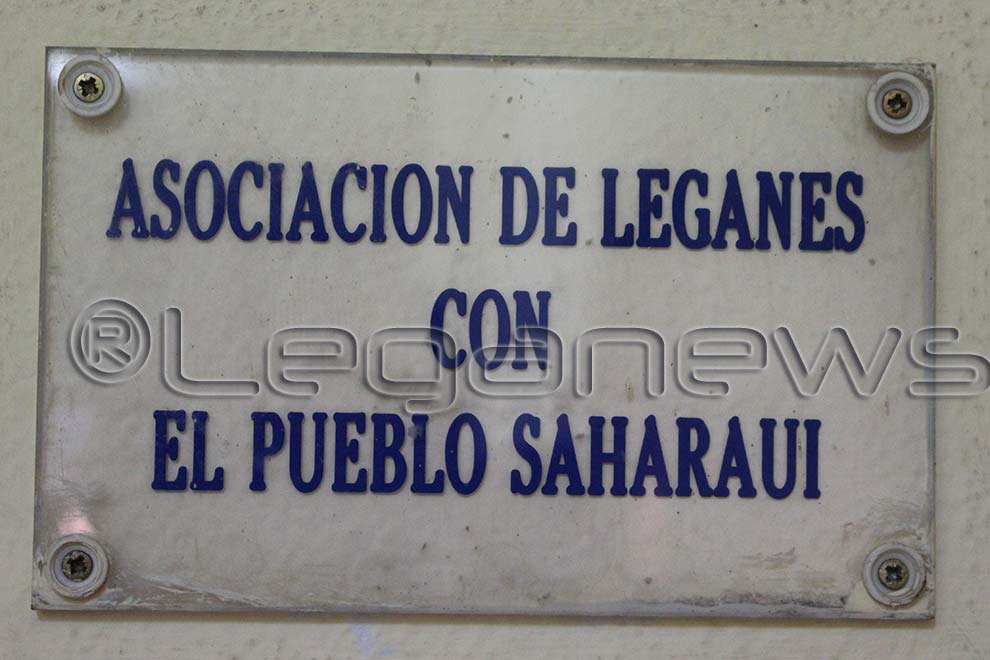 ASOCIACION DE LEGANES
CON
®Leganews
EL PUEBLO SAHARAUI